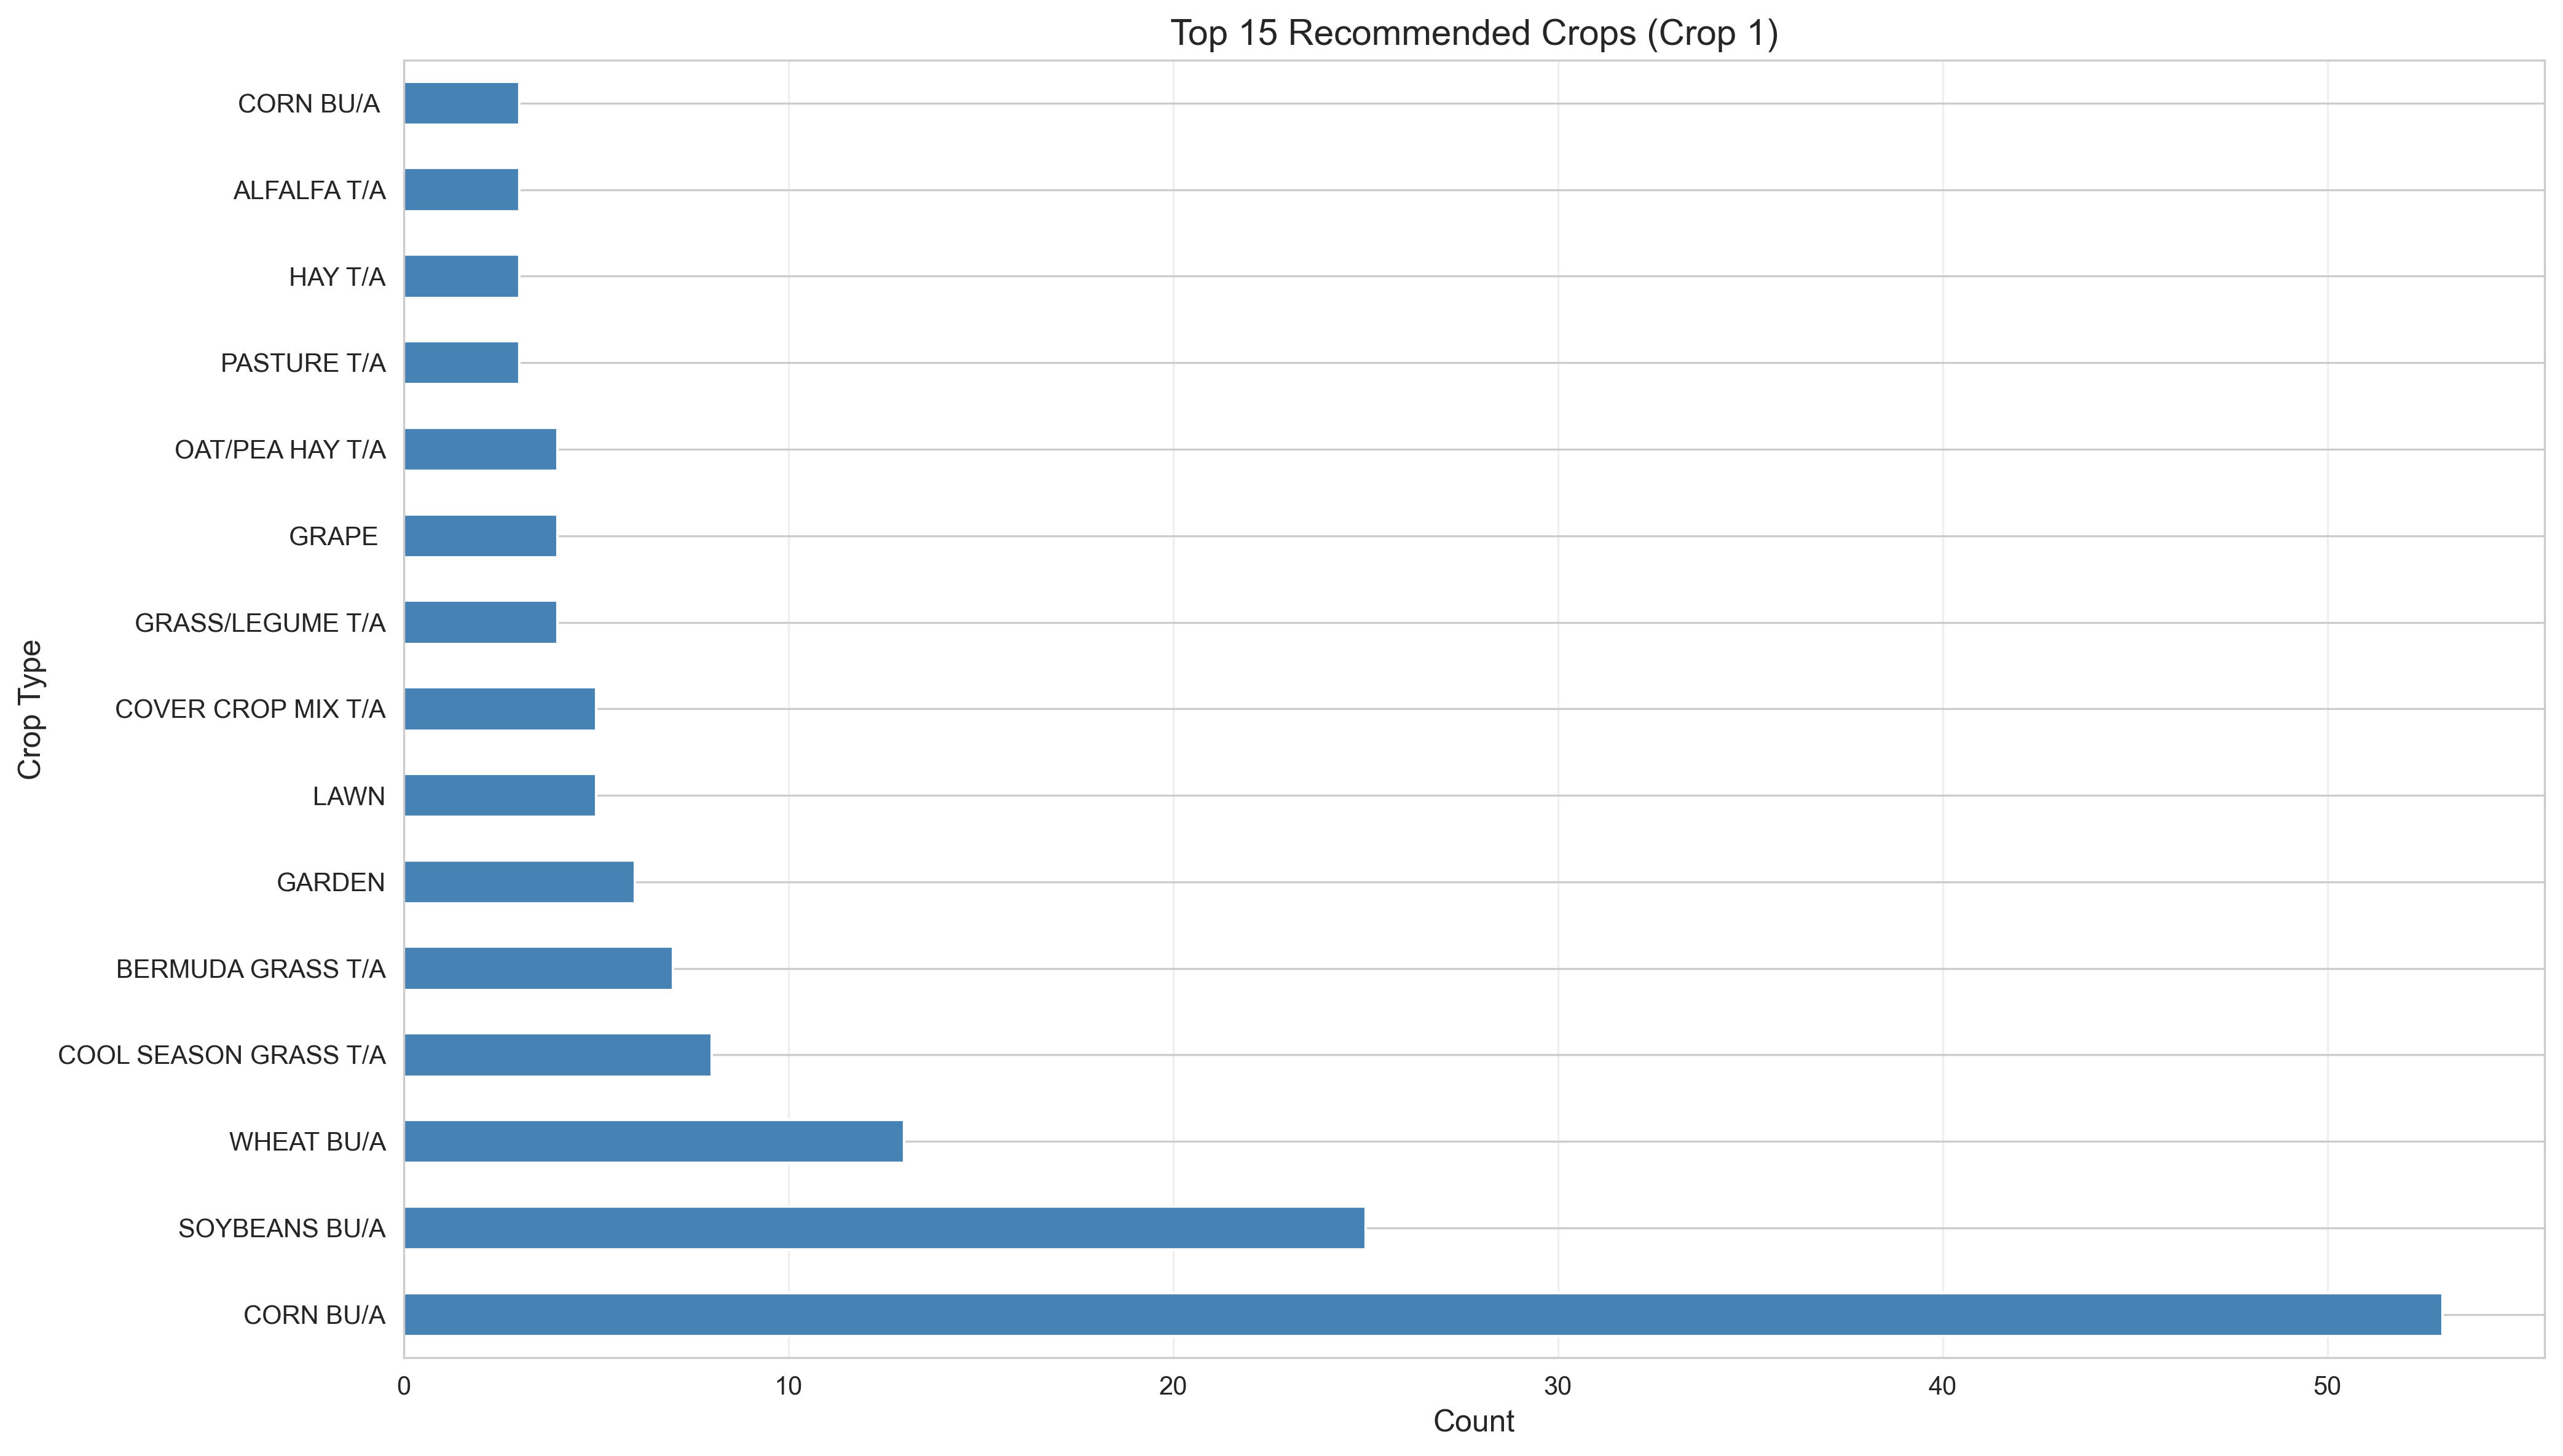 Top 15 Recommended Crops (Crop 1)
CORN BU/A
ALFALFA T/A
HAY T/A
PASTURE T/A
OAT/PEA HAY T/A
GRAPE
GRASS/LEGUME T/A
COVER CROP MIX T/A
LAWN
GARDEN
BERMUDA GRASS T/A
COOL SEASON GRASS T/A
WHEAT BU/A
SOYBEANS BU/A
CORN BU/A
Crop Type
0 10 20 30 40 50
Count